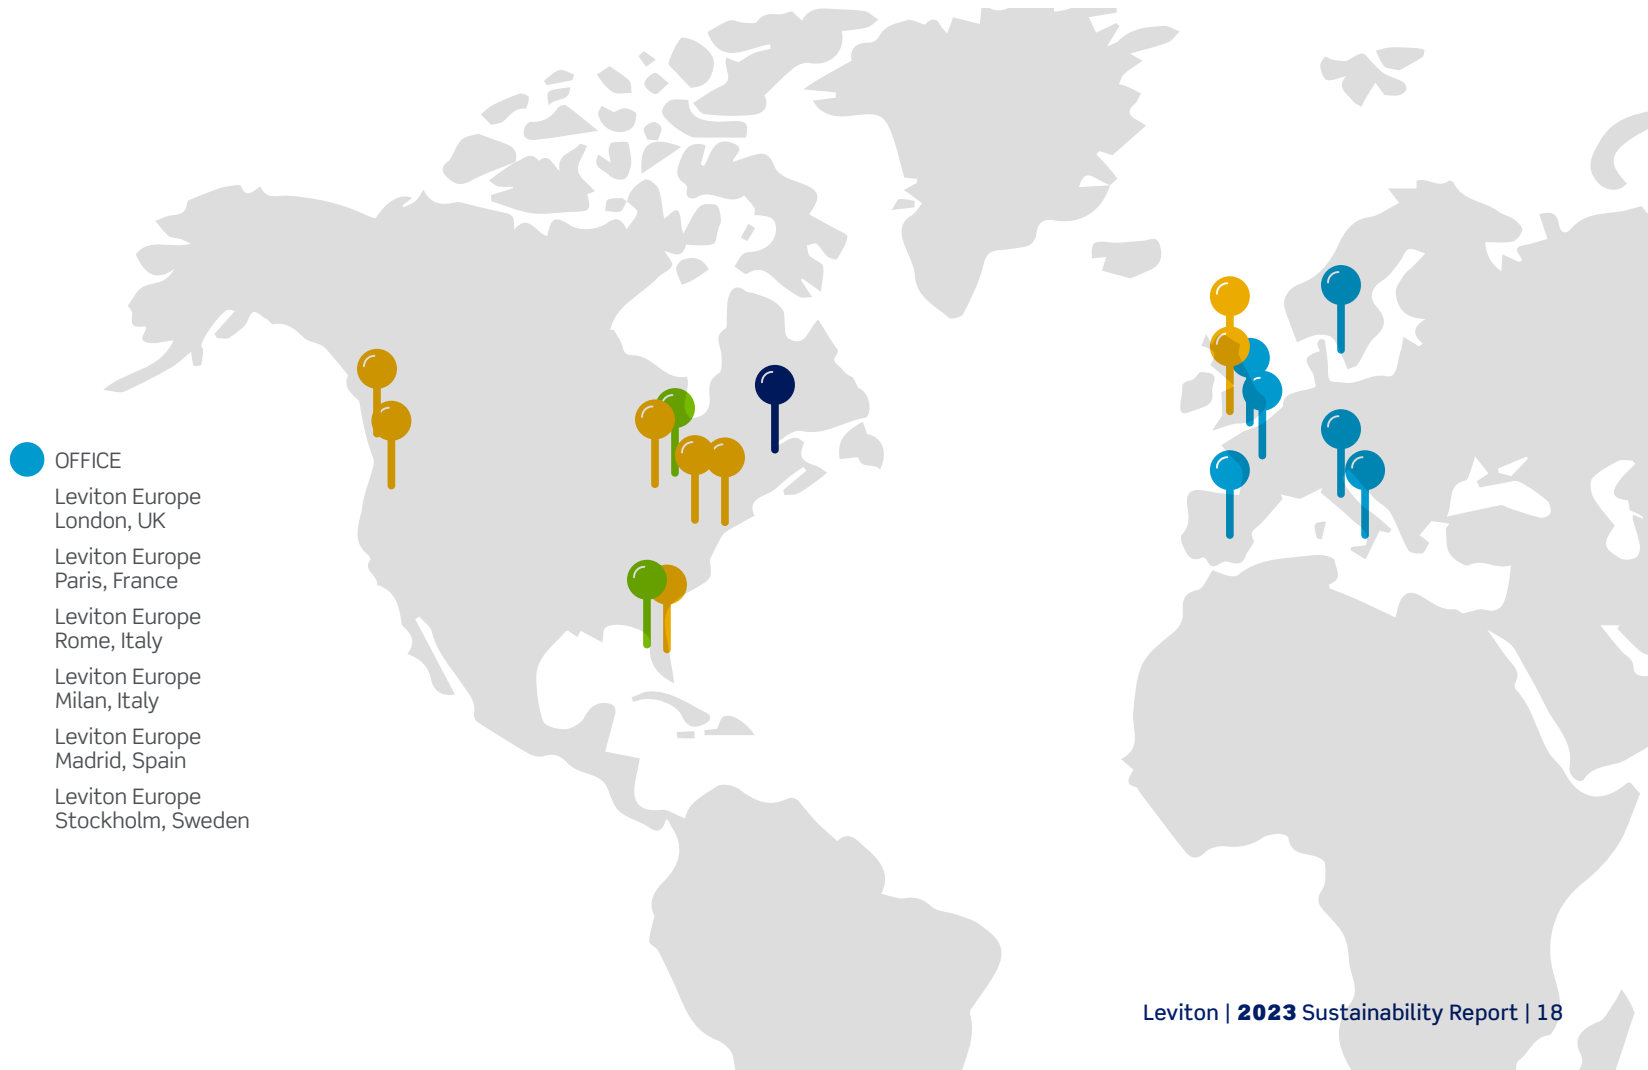 OFFICE
Leviton Europe
London, UK
Leviton Europe
Paris, France
Leviton Europe
Rome, Italy
Leviton Europe
Milan, Italy
Leviton Europe
Madrid, Spain
Leviton Europe
Stockholm, Sweden
Leviton | 2023 Sustainability Report | 18